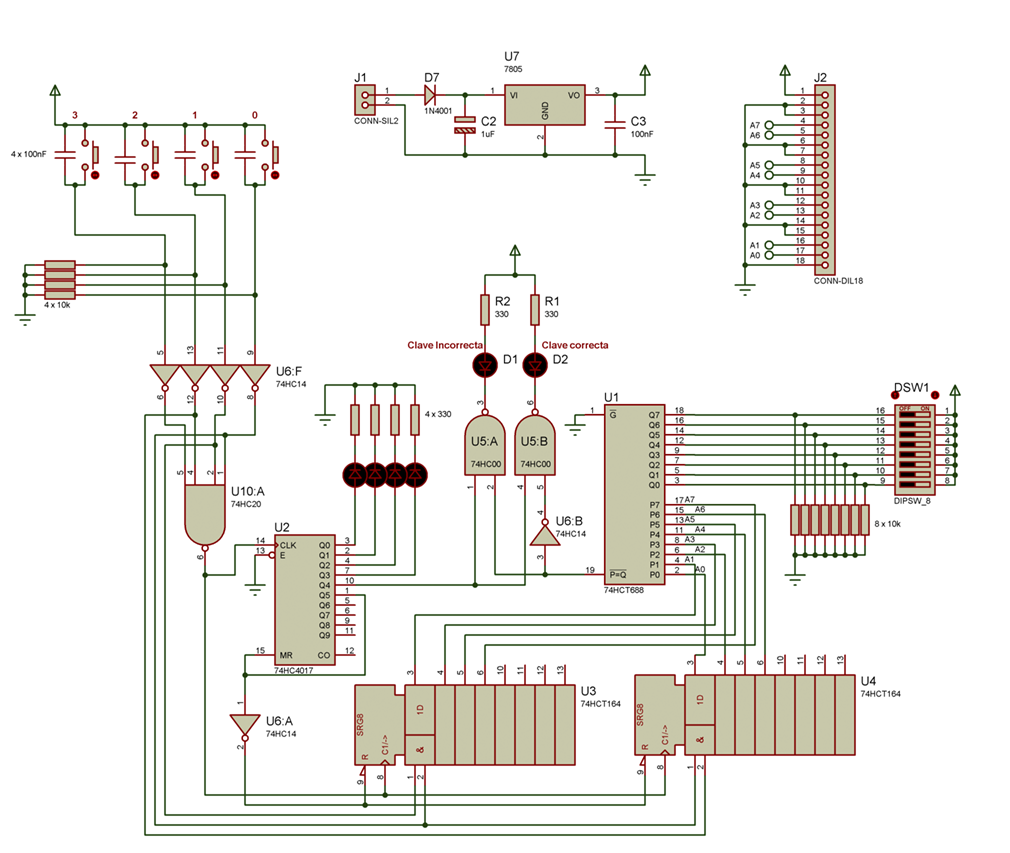 U7
7805
J1
1
2
CONN-SIL2
D7
1N4001
C2
1uF
1
VI
VO
3
GND
2
C3
100nF
J2
1
2
3
A7
4
A6
5
6
7
A5
8
A4
9
10
11
A3
12
A2
13
14
15
A1
16
A0
17
18
CONN-DIL18
3
2
1
0
4 x 100nF
4 x 10k
R2
330
R1
330
Clave Incorrecta
D1
Clave correcta
D2
5
13
11
9
U6:F
74HC14
6
12
10
8
4 x 330
3
6
U5:A
74HC00
U5:B
74HC00
1
2
4
5
4
U6:B
74HC14
3
U1
1
G
Q7
18
Q6
16
Q5
14
Q4
12
Q3
9
Q2
7
Q1
5
Q0
3
P7
17
A7
P6
15
A6
P5
13
A5
P4
11
A4
P3
8
A3
P2
6
A2
P1
4
A1
P0
2
A0
19
P=Q
74HCT688
DSW1
OFF
ON
16
1
15
2
14
3
13
4
12
5
11
6
10
7
9
8
DIPSW_8
8 x 10k
5
4
2
1
U10:A
74HC20
6
U2
14
CLK
13
E
Q0
3
Q1
2
Q2
4
Q3
7
Q4
10
Q5
1
Q6
5
Q7
6
Q8
9
Q9
11
15
MR
CO
12
74HC4017
1
U6:A
74HC14
2
3
4
5
6
10
11
12
13
U3
74HCT164
SRG8
R
C1/->
1D
&
9
8
1
2
3
4
5
6
10
11
12
13
U4
74HCT164
SRG8
R
C1/->
1D
&
9
8
1
2